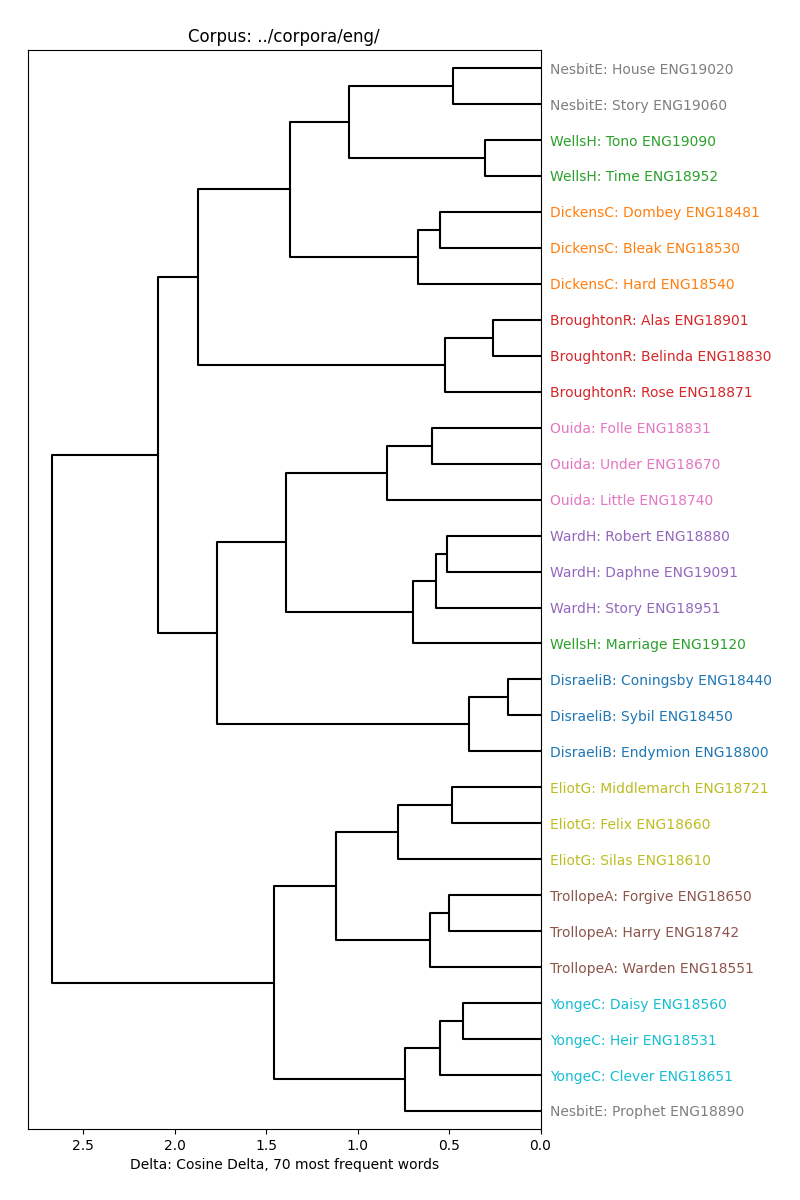 Corpus: ../corpora/eng/
NesbitE: House ENG19020
NesbitE: Story ENG19060
WellsH: Tono ENG19090
WellsH: Time ENG18952
DickensC: Dombey ENG18481
DickensC: Bleak ENG18530
DickensC: Hard ENG18540
BroughtonR: Alas ENG18901
BroughtonR: Belinda ENG18830
BroughtonR: Rose ENG18871
Ouida: Folle ENG18831
Ouida: Under ENG18670
Ouida: Little ENG18740
WardH: Robert ENG18880
WardH: Daphne ENG19091
WardH: Story ENG18951
WellsH: Marriage ENG19120
DisraeliB: Coningsby ENG18440
DisraeliB: Sybil ENG18450
DisraeliB: Endymion ENG18800
EliotG: Middlemarch ENG18721
EliotG: Felix ENG18660
EliotG: Silas ENG18610
TrollopeA: Forgive ENG18650
TrollopeA: Harry ENG18742
TrollopeA: Warden ENG18551
YongeC: Daisy ENG18560
YongeC: Heir ENG18531
YongeC: Clever ENG18651
NesbitE: Prophet ENG18890
2.5 2.0 1.5 1.0 0.5 0.0
Delta: Cosine Delta, 70 most frequent words